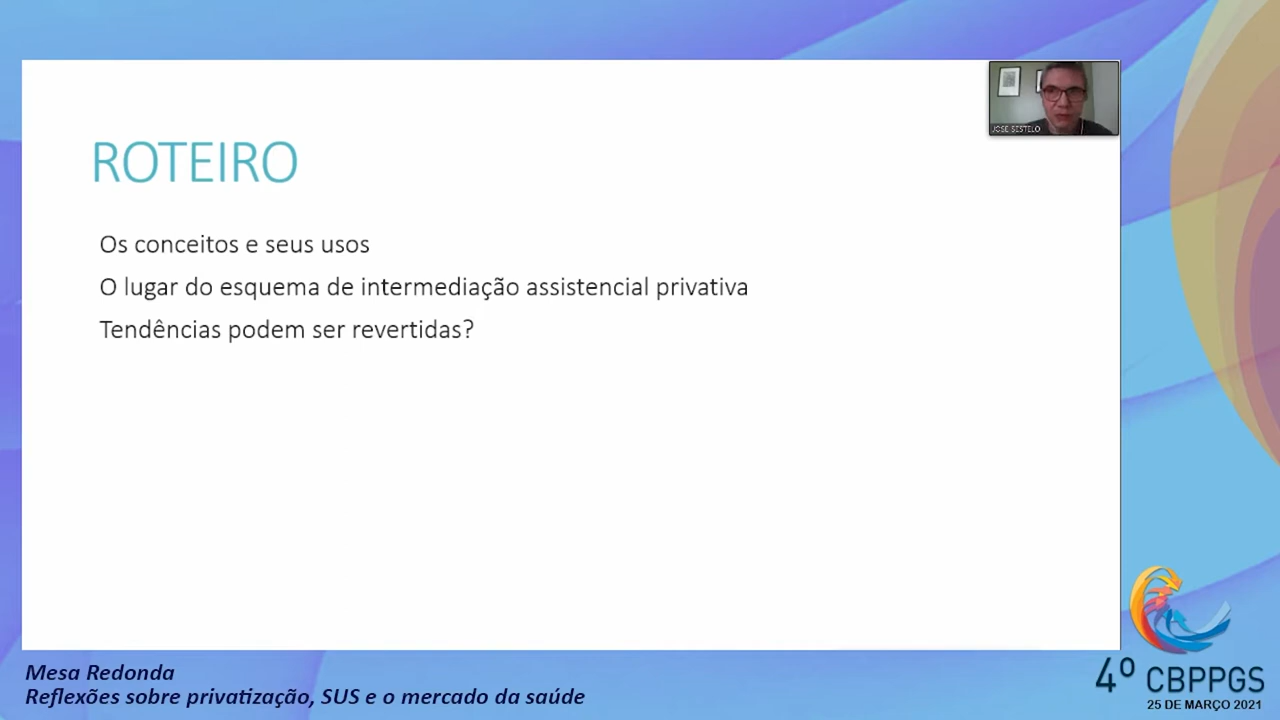 ROTEIRO
Os conceitos e seus usos
O lugar do esquema de intermediação assistencial privativa
Tendências podem ser revertidas?
JOSE SESTELO
Mesa Redonda
Reflexões sobre privatização, SUS e o mercado da saúde
4º CBPPGS
25 DE MARÇO 2021